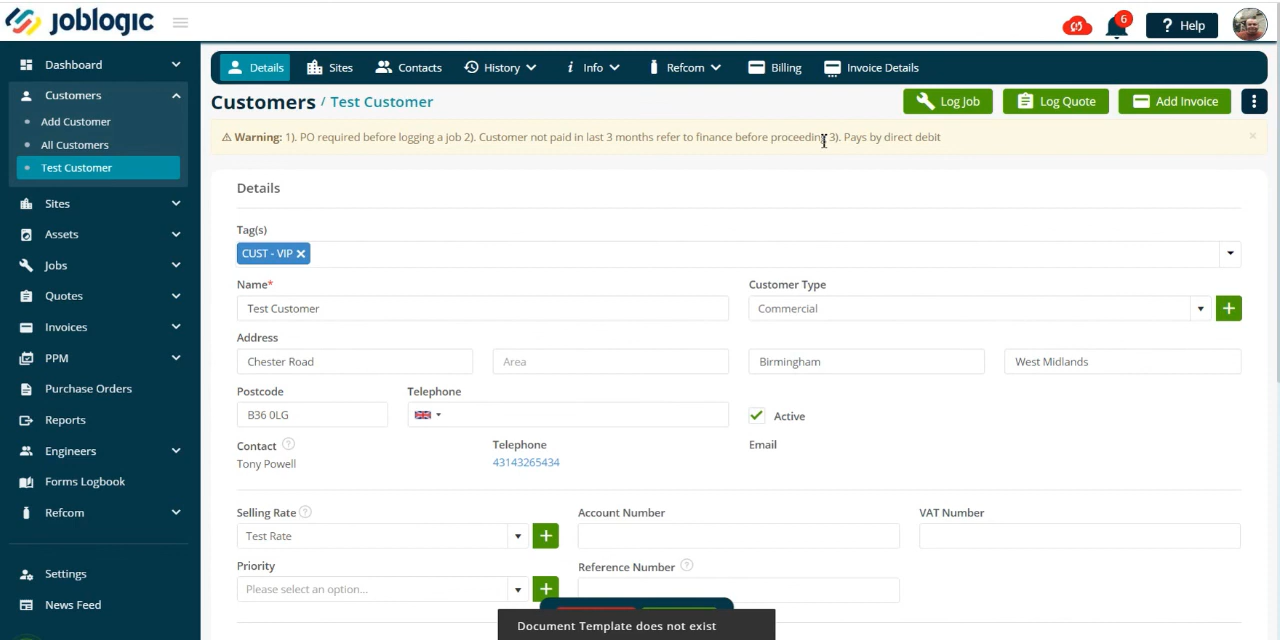 joblogic
6
? Help
Dashboard
Customers
Add Customer
All Customers
Test Customer
Sites
Assets
Jobs
Quotes
Invoices
PPM
Purchase Orders
Reports
Engineers
Forms Logbook
Refcom
Settings
News Feed
Details
Sites
Contacts
History
Info
Refcom
Billing
Invoice Details
Customers / Test Customer
Log Job
Log Quote
Add Invoice
Warning: 1). PO required before logging a job 2). Customer not paid in last 3 months refer to finance before proceeding 3). Pays by direct debit
Details
Tag(s)
CUST - VIP
Name*
Customer Type
Test Customer
Commercial
Address
Chester Road
Area
Birmingham
West Midlands
Postcode
Telephone
B36 0LG
Active
Contact
Telephone
Email
Tony Powell
43143265434
Selling Rate
Account Number
VAT Number
Test Rate
Priority
Reference Number
Please select an option...
Document Template does not exist